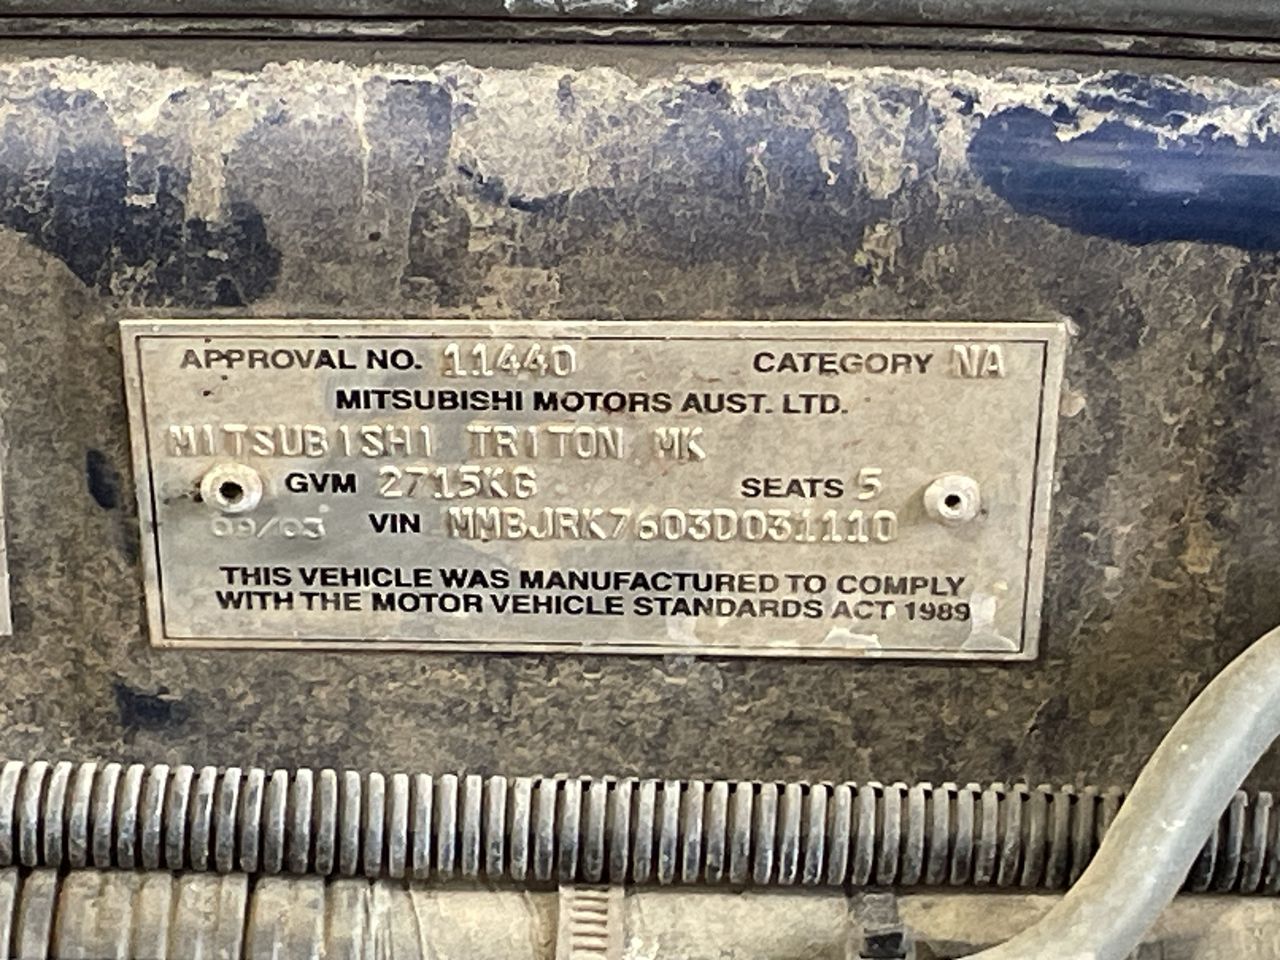 APPROVAL NO. 11440 CATEGORY NA
MITSUBISHI MOTORS AUST. LTD.
MITSUBISHI TRITON MK
GVM 2715KG SEATS 5
09/03 VIN MMBJRK7603D031110
THIS VEHICLE WAS MANUFACTURED TO COMPLY
WITH THE MOTOR VEHICLE STANDARDS ACT 1989